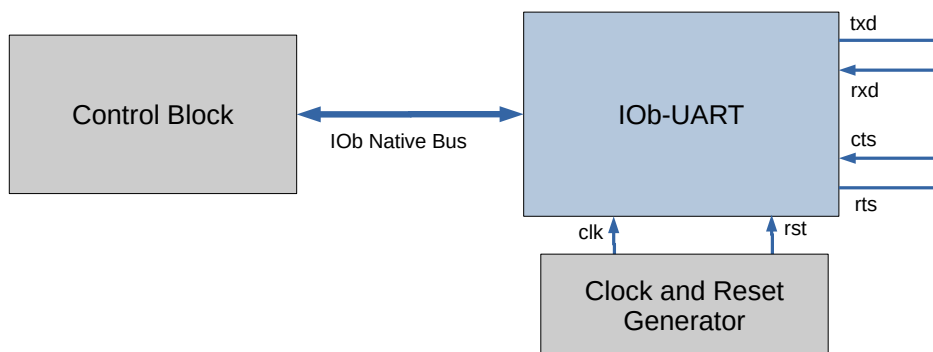 txd
Control Block
IOb-UART
rxd
IOb Native Bus
cts
rts
clk
rst
Clock and Reset
Generator